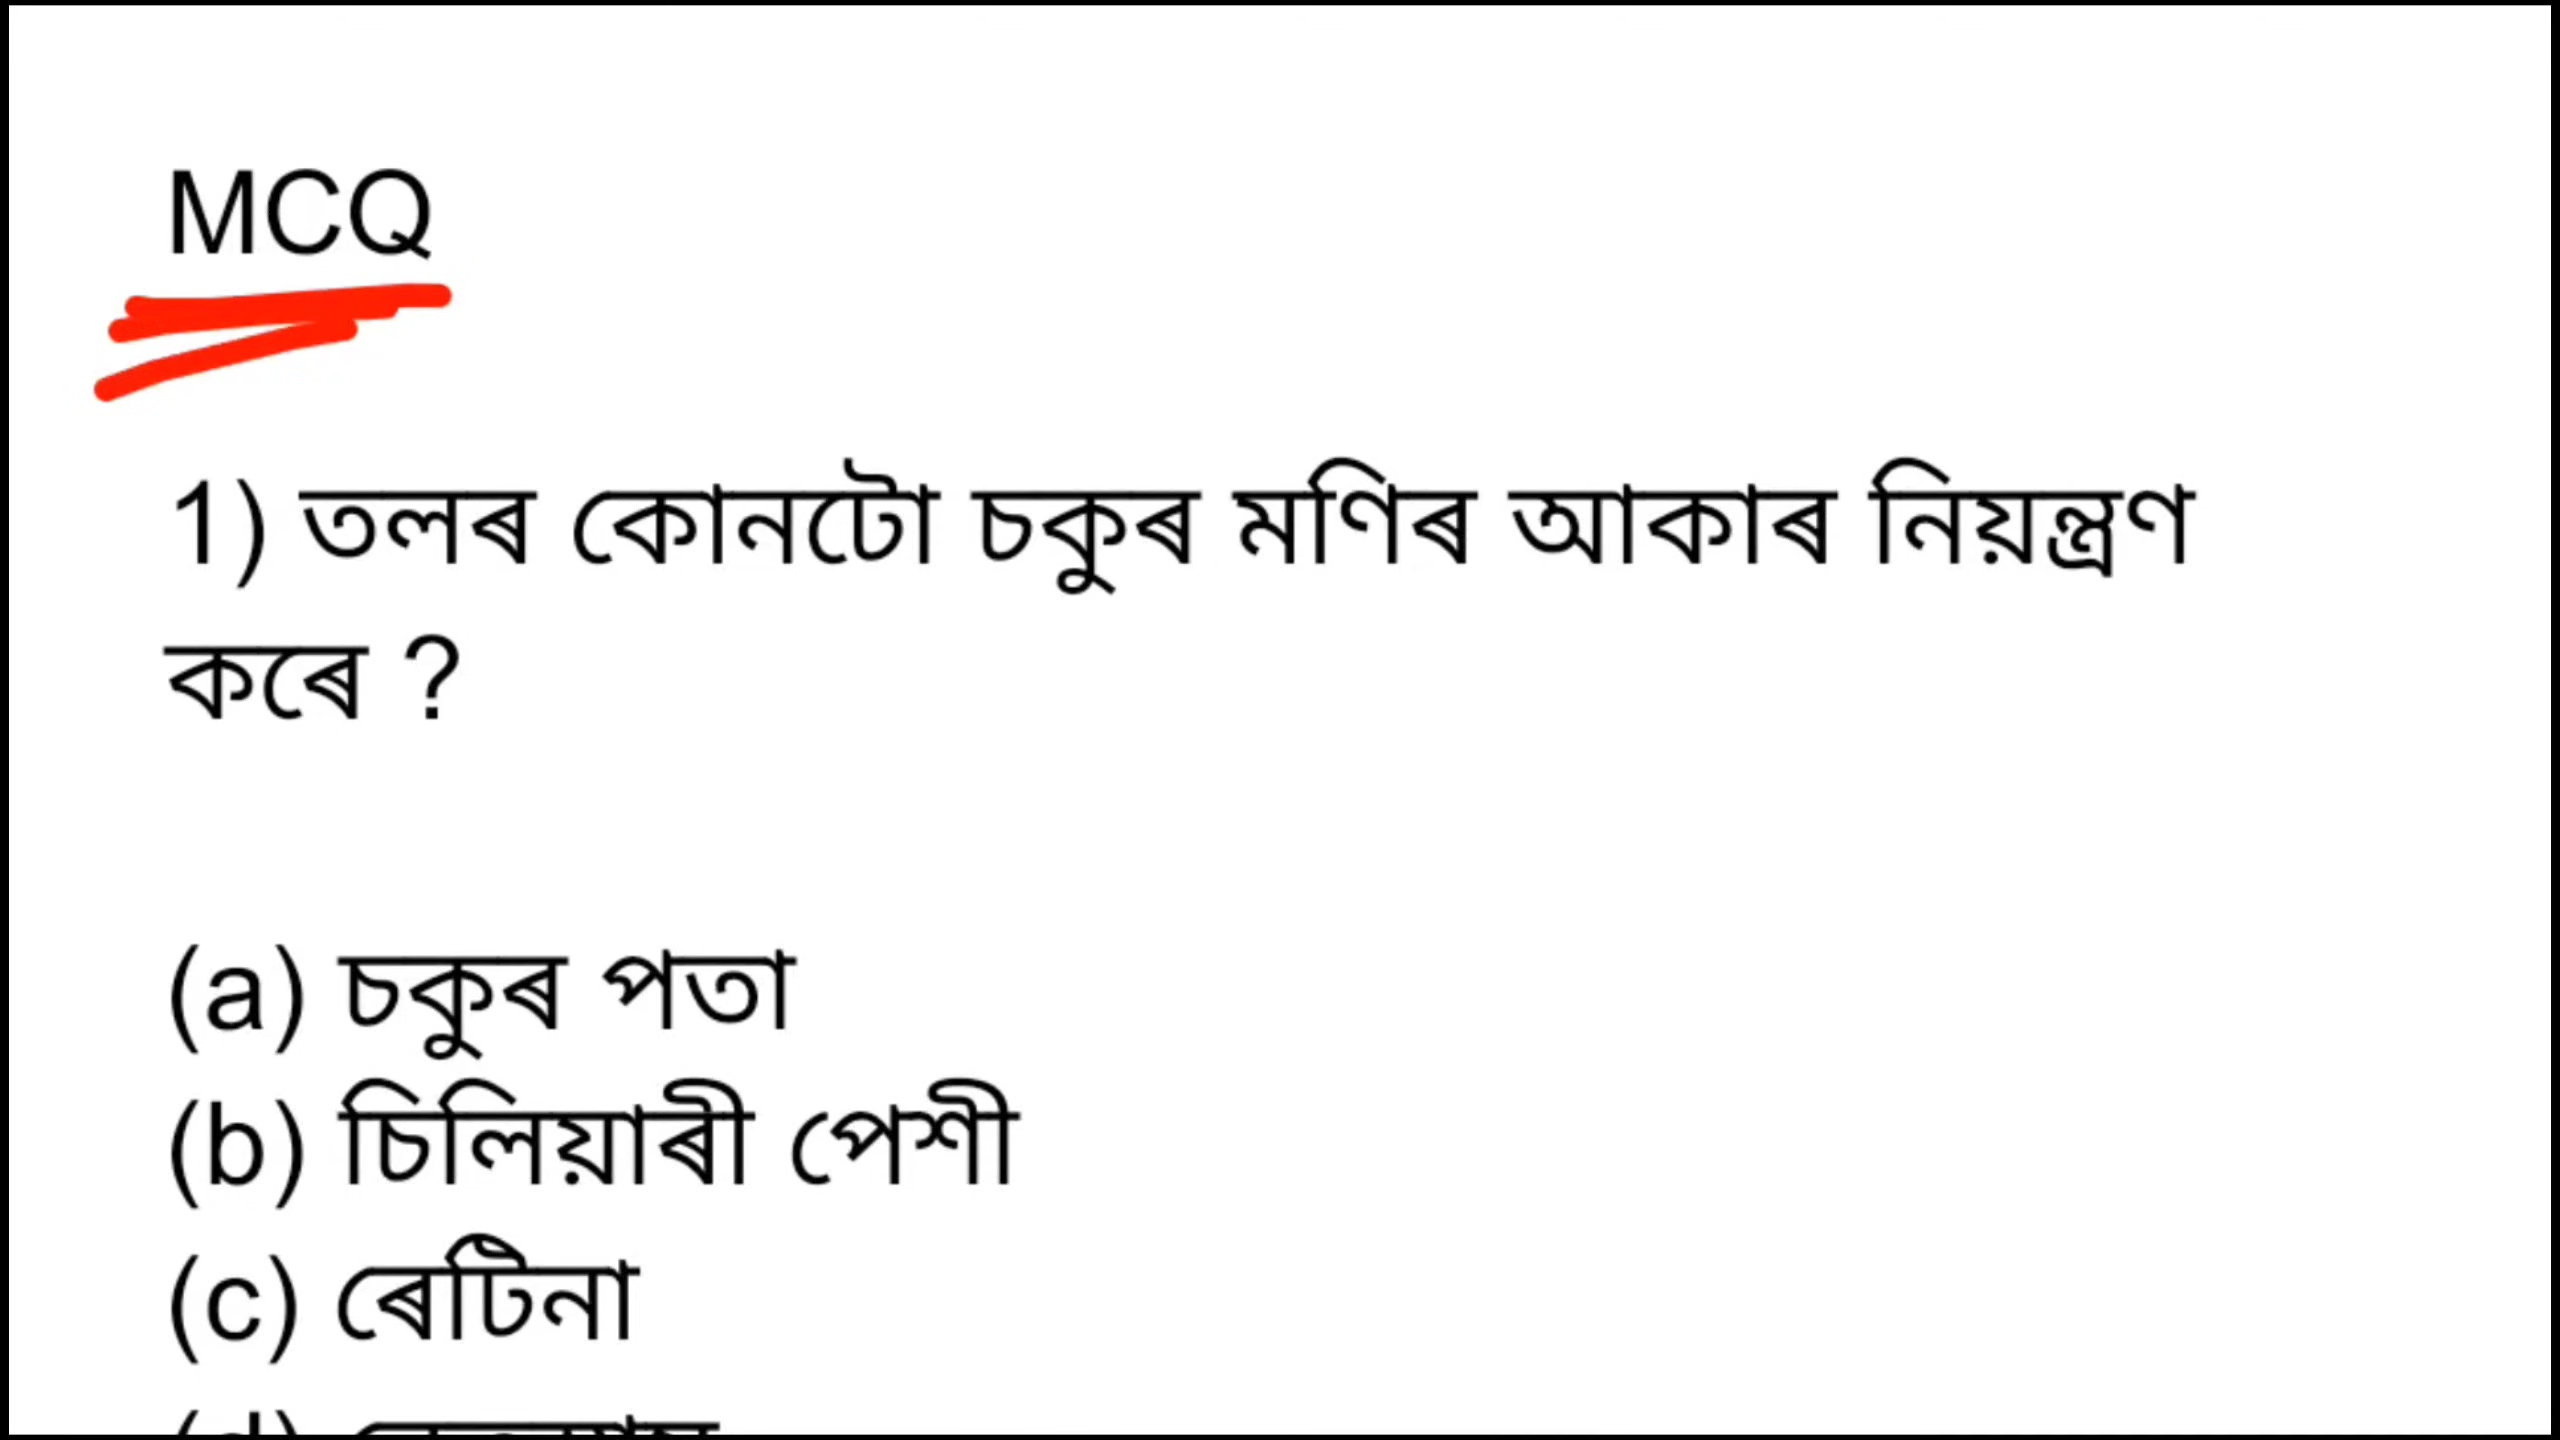 MCQ
1) তলৰ কোনটো চকুৰ মণিৰ আকাৰ নিয়ন্ত্ৰণ
কৰে ?
(a) চকুৰ পতা
(b) চিলিয়াৰী পেশী
(c) ৰেটিনা
(d)